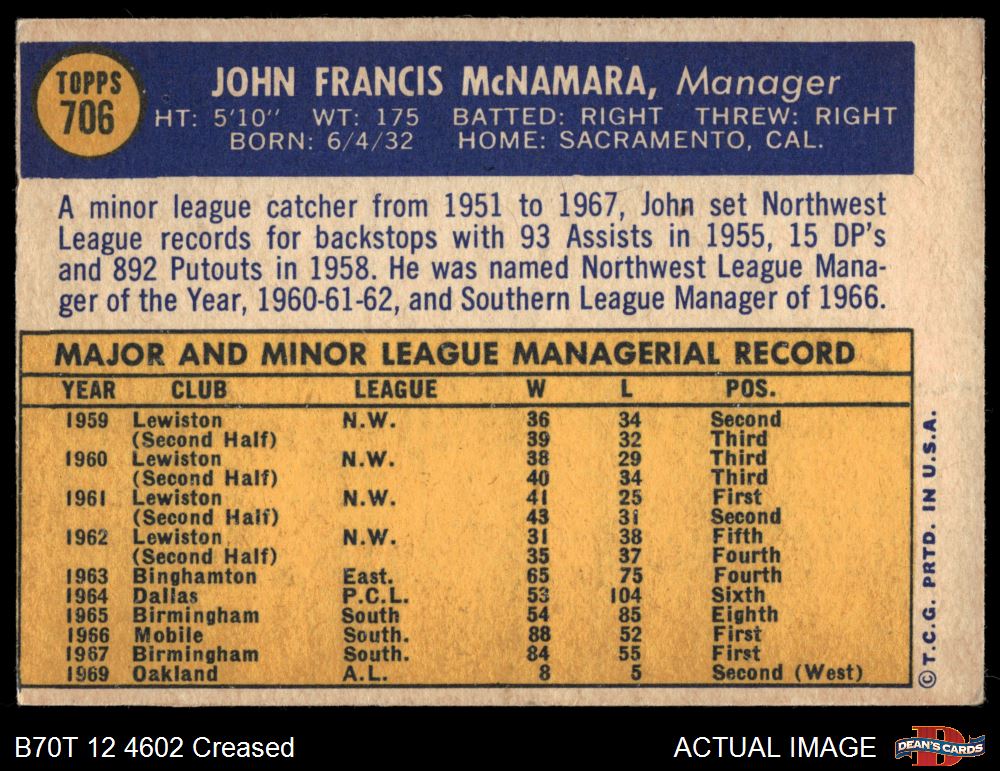 TOPPS
706
JOHN FRANCIS McNAMARA, Manager
HT: 5'10" WT: 175 BATTED: RIGHT THREW: RIGHT
BORN: 6/4/32 HOME: SACRAMENTO, CAL.
A minor league catcher from 1951 to 1967, John set Northwest
League records for backstops with 93 Assists in 1955, 15 DP's
and 892 Putouts in 1958. He was named Northwest League Mana-
ger of the Year, 1960-61-62, and Southern League Manager of 1966.
MAJOR AND MINOR LEAGUE MANAGERIAL RECORD
YEAR CLUB LEAGUE W L POS.
1959 Lewiston N.W. 36 34 Second
(Second Half) 39 32 Third
1960 Lewiston N.W. 38 29 Third
(Second Half) 40 34 Third
1961 Lewiston N.W. 41 25 First
(Second Half) 43 31 Second
1962 Lewiston N.W. 31 38 Fifth
(Second Half) 35 37 Fourth
1963 Binghamton East. 65 75 Fourth
1964 Dallas P.C.L. 53 104 Sixth
1965 Birmingham South 54 85 Eighth
1966 Mobile South. 88 52 First
1967 Birmingham South. 84 55 First
1969 Oakland A.L. 8 5 Second (West)
©T.C.G. PRTD. IN U.S.A.
B70T 12 4602 Creased
ACTUAL IMAGE
D
DEAN'S CARDS